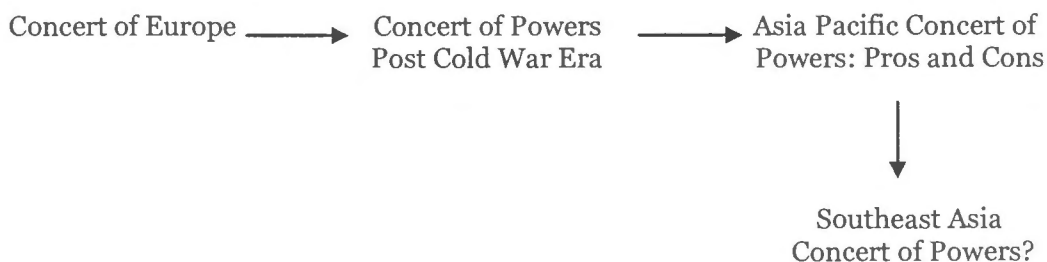 Concert of Europe
Concert of Powers
Post Cold War Era
Asia Pacific Concert of
Powers: Pros and Cons
Southeast Asia
Concert of Powers?